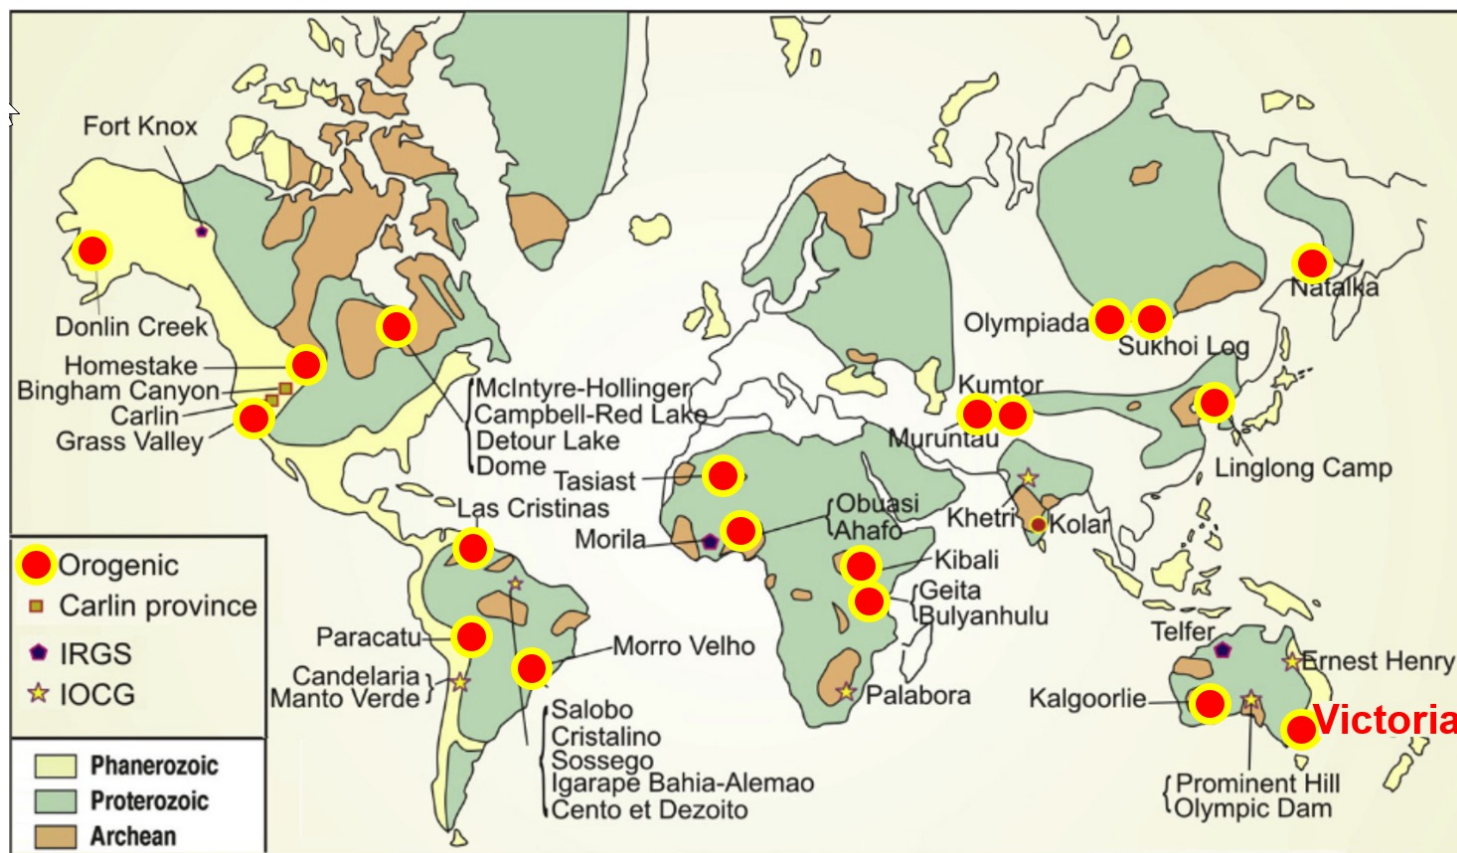 Fort Knox
Donlin Creek
Homestake
Bingham Canyon
Carlin
Grass Valley
McIntyre-Hollinger
Campbell-Red Lake
Detour Lake
Dome
Olympiada
Natalka
Sukhoi Log
Kumtor
Muruntau
Linglong Camp
Tasiast
Las Cristinas
Obuasi
Ahafo
Morila
Khetri
Kolar
Kibali
Geita
Bulyanhulu
Paracatu
Morro Velho
Candelaria
Manto Verde
Palabora
Telfer
Ernest Henry
Kalgoorlie
Victoria
Salobo
Cristalino
Sossego
Igarape Bahia-Alemao
Cento et Dezoito
Prominent Hill
Olympic Dam
Orogenic
Carlin province
IRGS
IOCG
Phanerozoic
Proterozoic
Archean